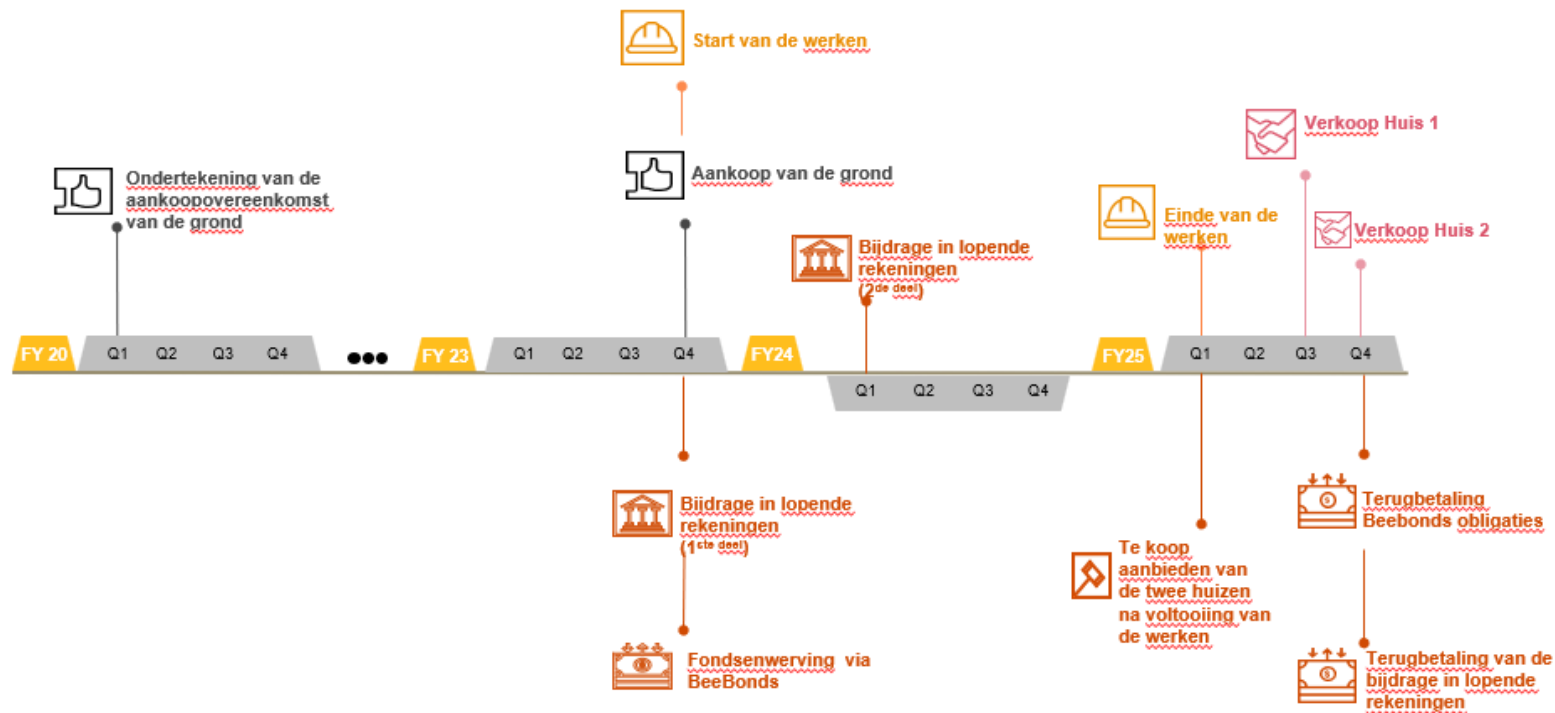 Start van de werken
Aankoop van de grond
Ondertekening van de
aankoopovereenkomst
van de grond
Verkoop Huis 1
Verkoop Huis 2
Einde van de
werken
Bijdrage in lopende
rekeningen
(2de deel)
FY 20 Q1 Q2 Q3 Q4 FY 23 Q1 Q2 Q3 Q4 FY24 FY25 Q1 Q2 Q3 Q4
Q1 Q2 Q3 Q4
Bijdrage in lopende
rekeningen
(1ste deel)
Fondsenwerving via
BeeBonds
Te koop
aanbieden van
de twee huizen
na voltooiing van
de werken
Terugbetaling
Beebonds obligaties
Terugbetaling van de
bijdrage in lopende
rekeningen